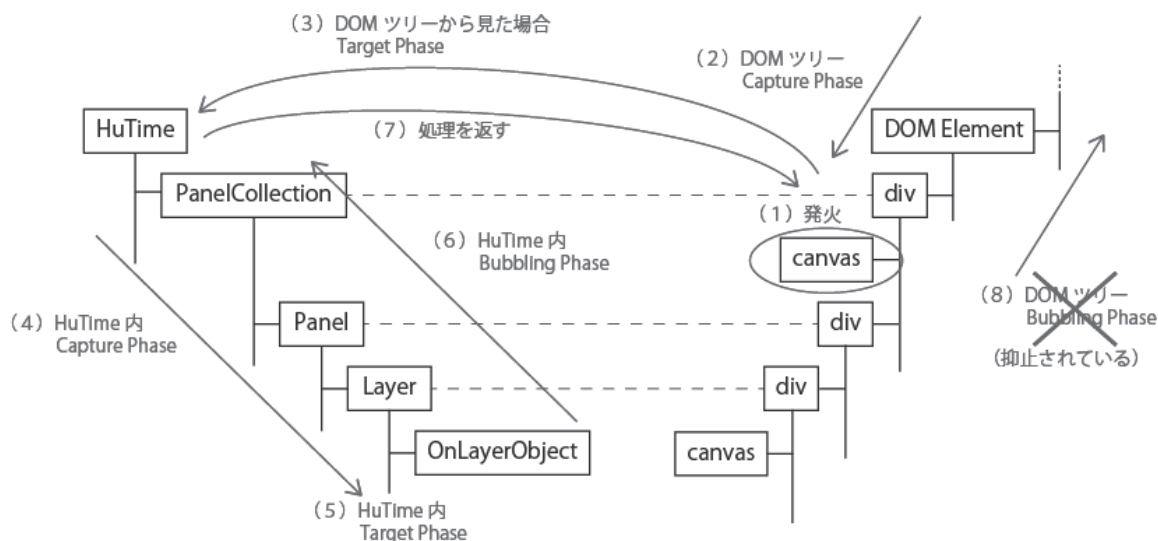 （3）DOM ツリーから見た場合
Target Phase
（2）DOM ツリー
Capture Phase
HuTime
（7）処理を返す
DOM Element
PanelCollection
div
（1）発火
（6）HuTime 内
Bubbling Phase
canvas
（4）HuTime 内
Capture Phase
Panel
div
（8）DOM ツリー
Bubbling Phase
（抑止されている）
Layer
div
OnLayerObject
canvas
（5）HuTime 内
Target Phase